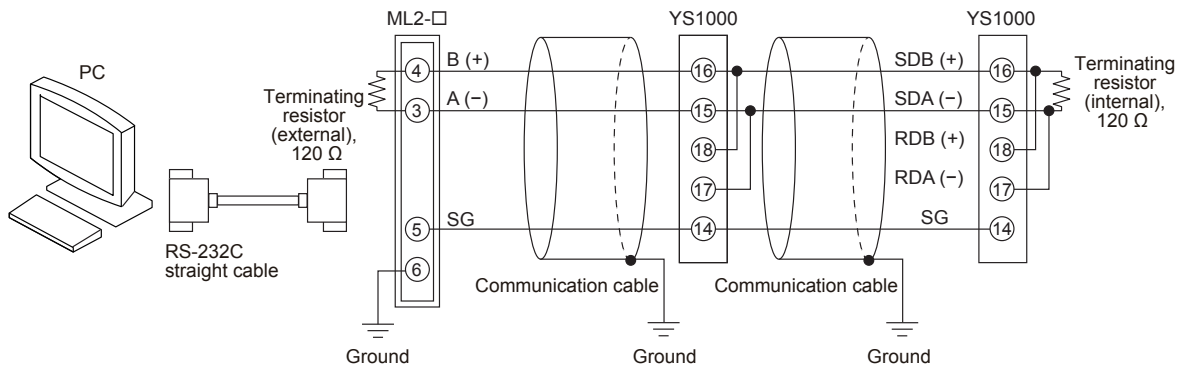 ML2-□
YS1000
YS1000
PC
Terminating
resistor
(external),
120 Ω
RS-232C
straight cable
4
3
5
6
B (+)
A (−)
SG
Communication cable
Ground
Ground
16
15
18
17
14
Communication cable
Ground
SDB (+)
SDA (−)
RDB (+)
RDA (−)
SG
16
15
18
17
14
Terminating
resistor
(internal),
120 Ω